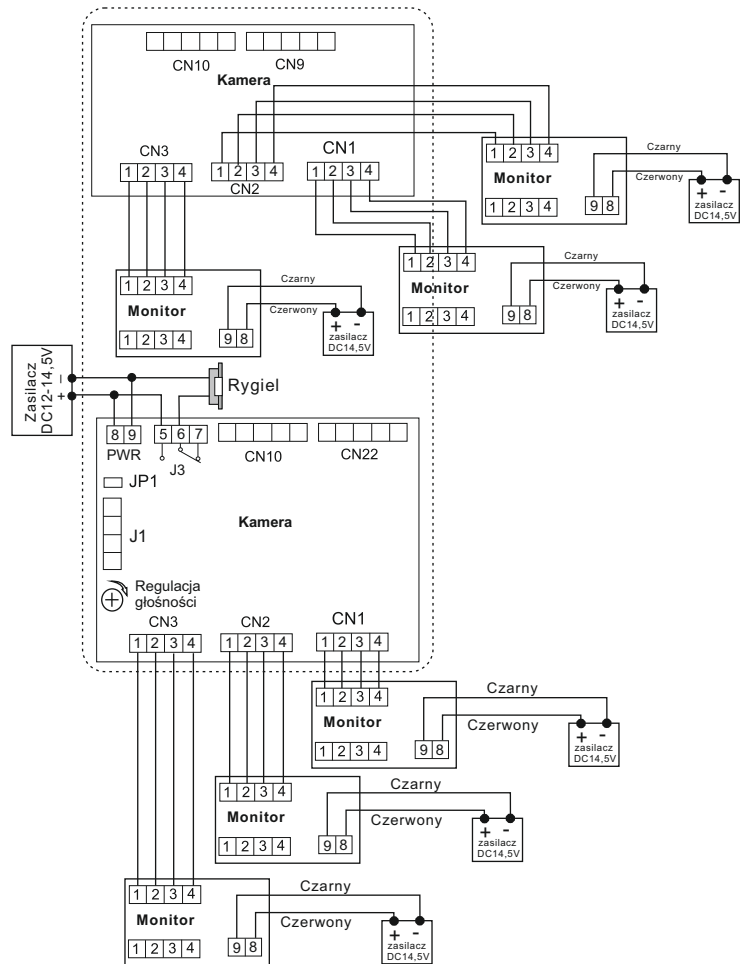 CN10 CN9
Kamera
CN3 CN2 CN1
1 2 3 4
1 2 3 4
1 2 3 4
1 2 3 4
Monitor
1 2 3 4
9 8
Czarny
Czerwony
+ -
zasilacz
DC14,5V
1 2 3 4
Monitor
1 2 3 4
9 8
Czarny
Czerwony
+ -
zasilacz
DC14,5V
1 2 3 4
Monitor
1 2 3 4
9 8
Czarny
Czerwony
+ -
zasilacz
DC14,5V
Zasilacz
DC12-14,5V
– +
Rygiel
8 9
PWR
5 6 7
J3
CN10
CN22
JP1
J1
Kamera
Regulacja
głośności
CN3 CN2 CN1
1 2 3 4
1 2 3 4
1 2 3 4
1 2 3 4
Monitor
1 2 3 4
9 8
Czarny
Czerwony
+ -
zasilacz
DC14,5V
1 2 3 4
Monitor
1 2 3 4
9 8
Czarny
Czerwony
+ -
zasilacz
DC14,5V
1 2 3 4
Monitor
1 2 3 4
9 8
Czarny
Czerwony
+ -
zasilacz
DC14,5V